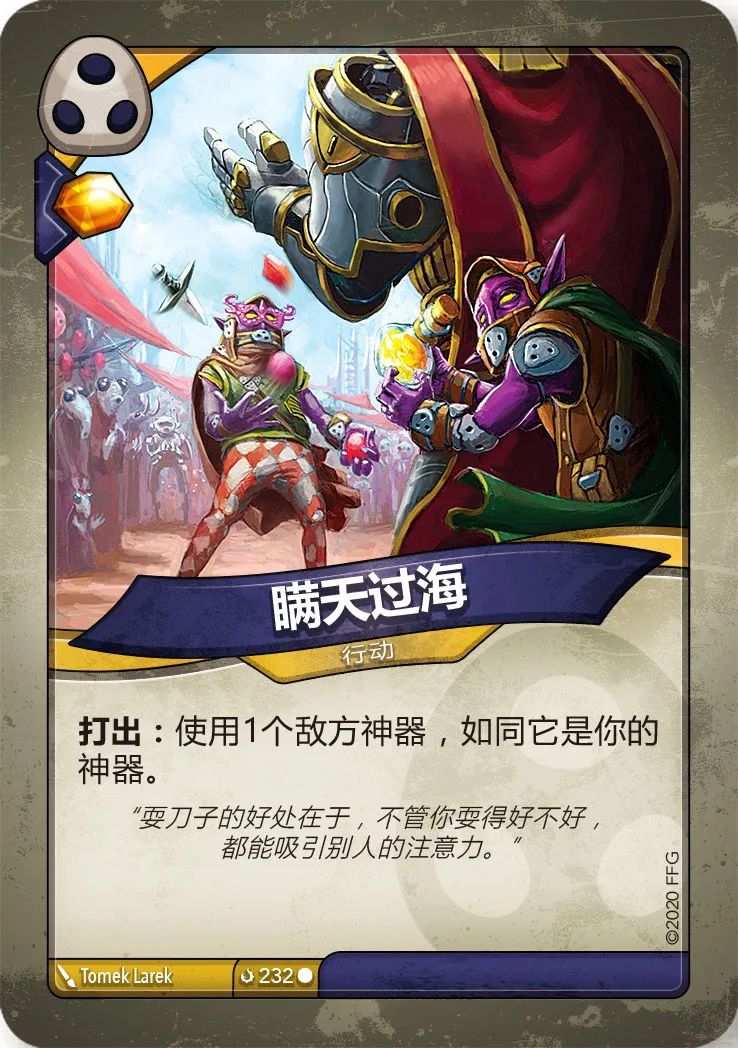 瞒天过海
行动
打出：使用1个敌方神器，如同它是你的
神器。
“耍刀子的好处在于，不管你耍得好不好，
都能吸引别人的注意力。”
©2020 FFG
Tomek Larek
232